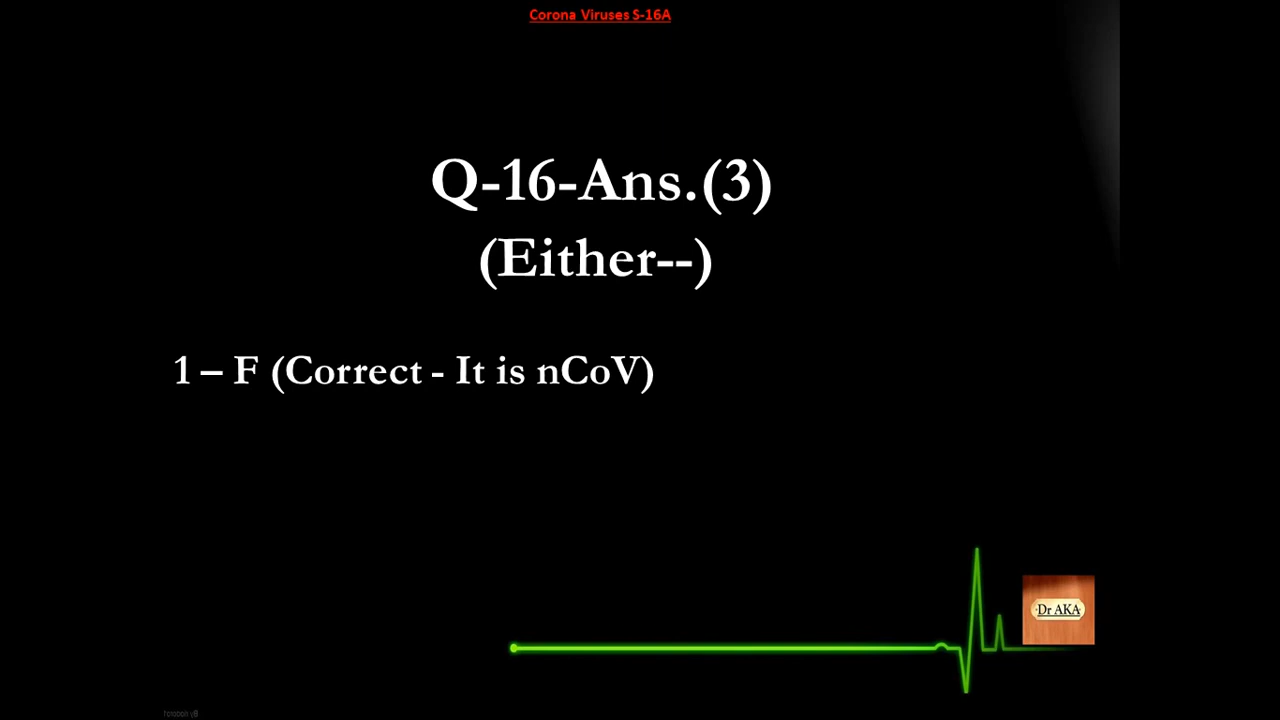 Corona Viruses S-16A
Q-16-Ans.(3)
(Either--)
1 – F (Correct - It is nCoV)
Dr AKA